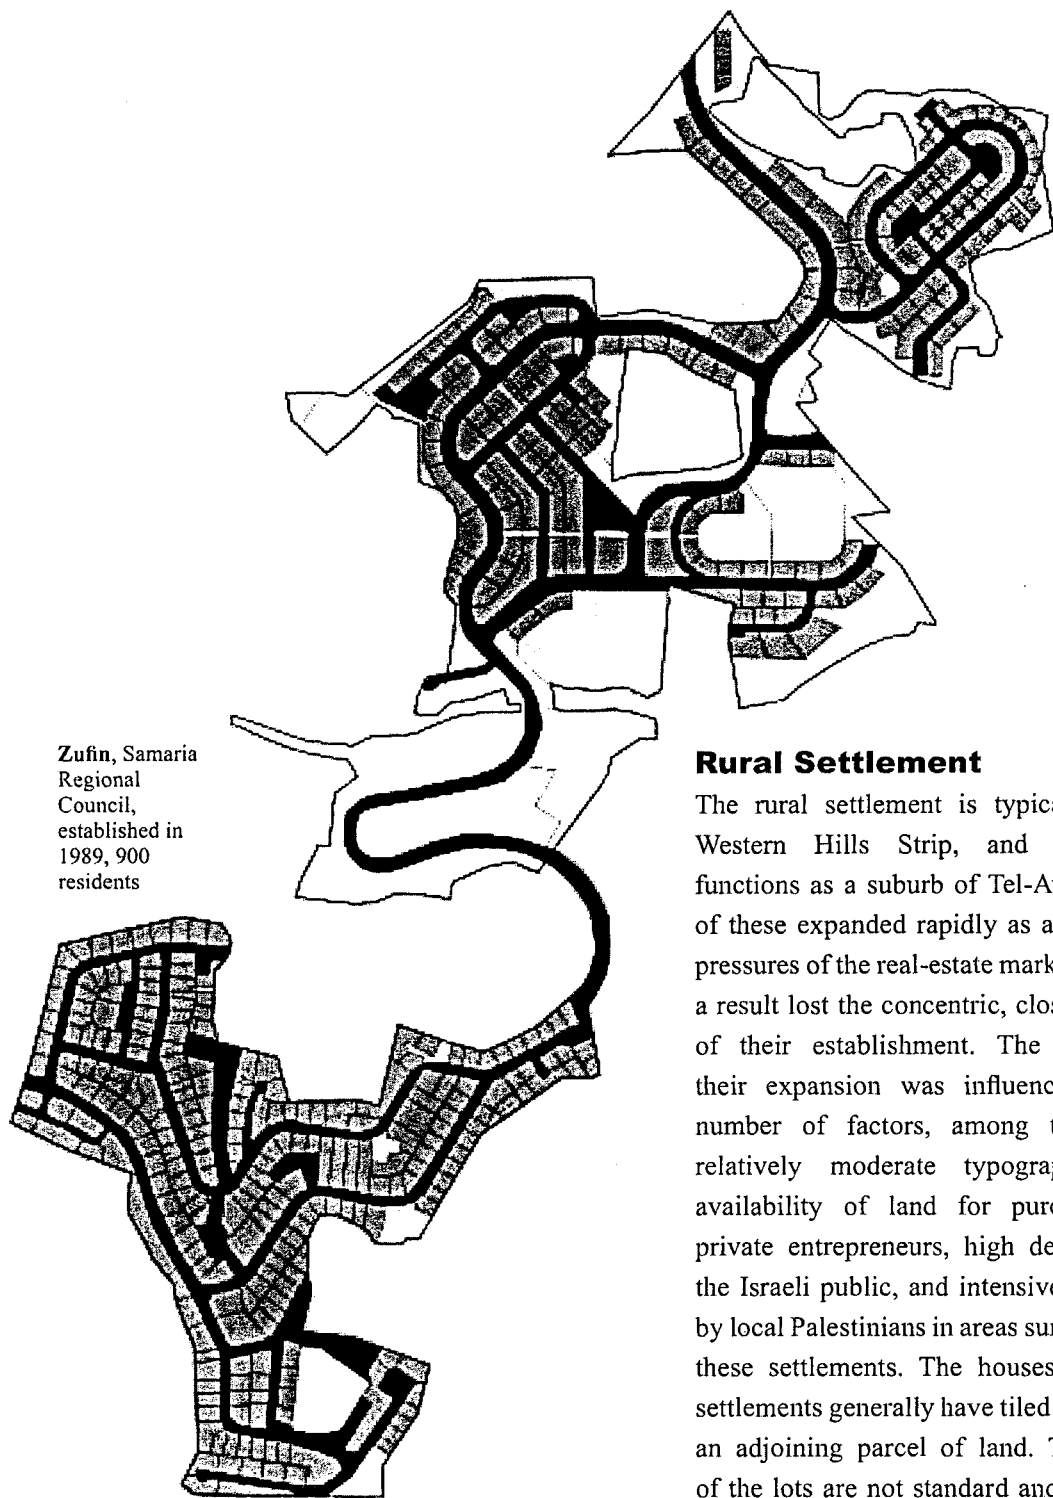 Zufin, Samaria
Regional
Council,
established in
1989, 900
residents
Rural Settlement
The rural settlement is typica
Western Hills Strip, and
functions as a suburb of Tel-A
of these expanded rapidly as a
pressures of the real-estate mark
a result lost the concentric, clos
of their establishment. The
their expansion was influenc
number of factors, among t
relatively moderate typogra
availability of land for pur
private entrepreneurs, high de
the Israeli public, and intensive
by local Palestinians in areas sur
these settlements. The houses
settlements generally have tiled
an adjoining parcel of land.
of the lots are not standard and